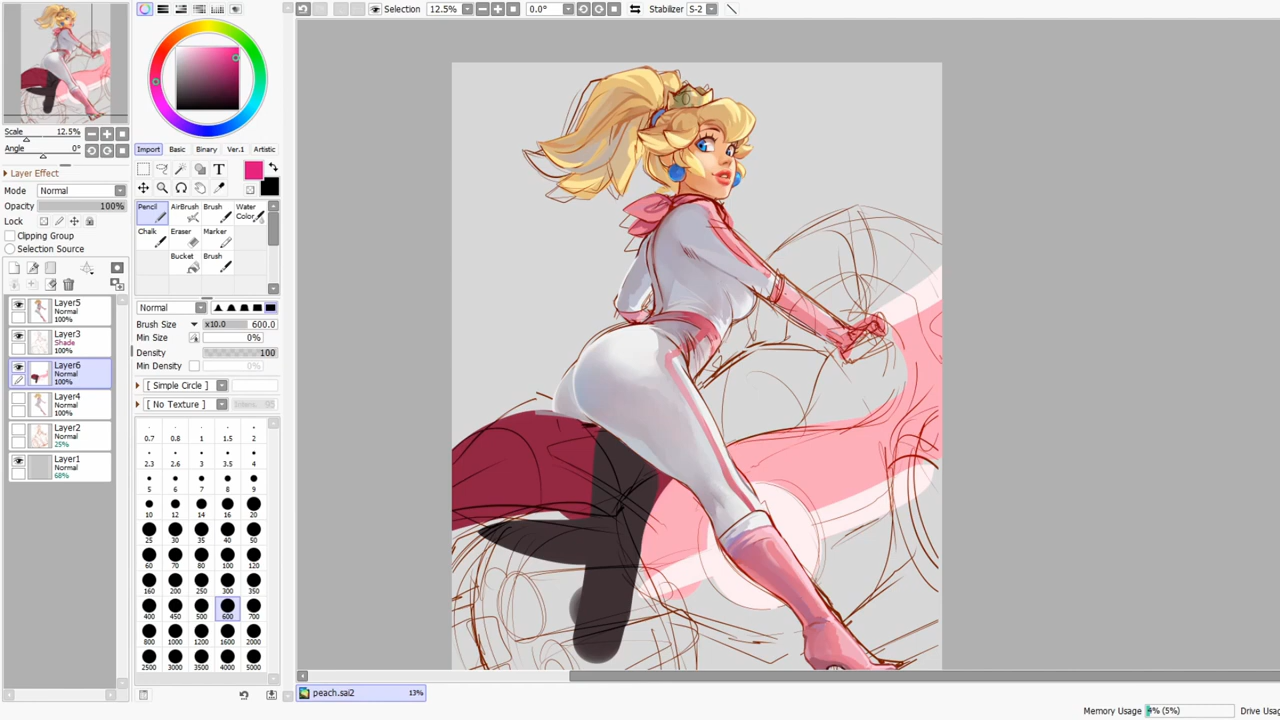 Selection 12.5% 0.0° Stabilizer S-2
Scale 12.5%
Angle 0°
Layer Effect
Mode Normal
Opacity 100%
Lock
Clipping Group
Selection Source
Layer5
Normal
100%
Layer3
Shade
100%
Layer6
Normal
100%
Layer4
Normal
100%
Layer2
Normal
25%
Layer1
Normal
68%
Import Basic Binary Ver.1 Artistic
T
Pencil AirBrush Brush Water Color
Chalk Eraser Marker
Bucket Brush
Normal
Brush Size x10.0 600.0
Min Size 0%
Density 100
Min Density 0%
[ Simple Circle ]
[ No Texture ]
0.7 0.8 1 1.5 2
2.3 2.6 3 3.5 4
5 6 7 8 9
10 12 14 16 20
25 30 35 40 50
60 70 80 100 120
160 200 250 300 350
400 450 500 600 700
800 1000 1200 1600 2000
2500 3000 3500 4000 5000
peach.sai2 13%
Memory Usage (5%) Drive Usag